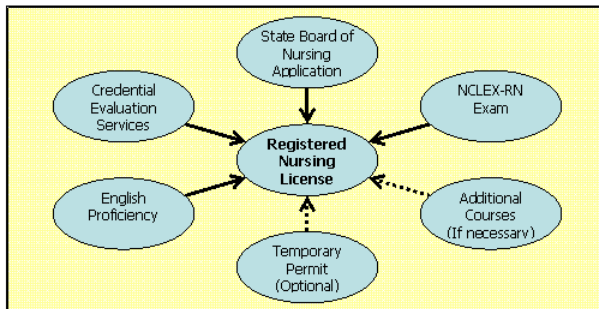 State Board of
Nursing
Application
Credential
Evaluation
Services
NCLEX-RN
Exam
Registered
Nursing
License
English
Proficiency
Additional
Courses
(If necessary)
Temporary
Permit
(Optional)